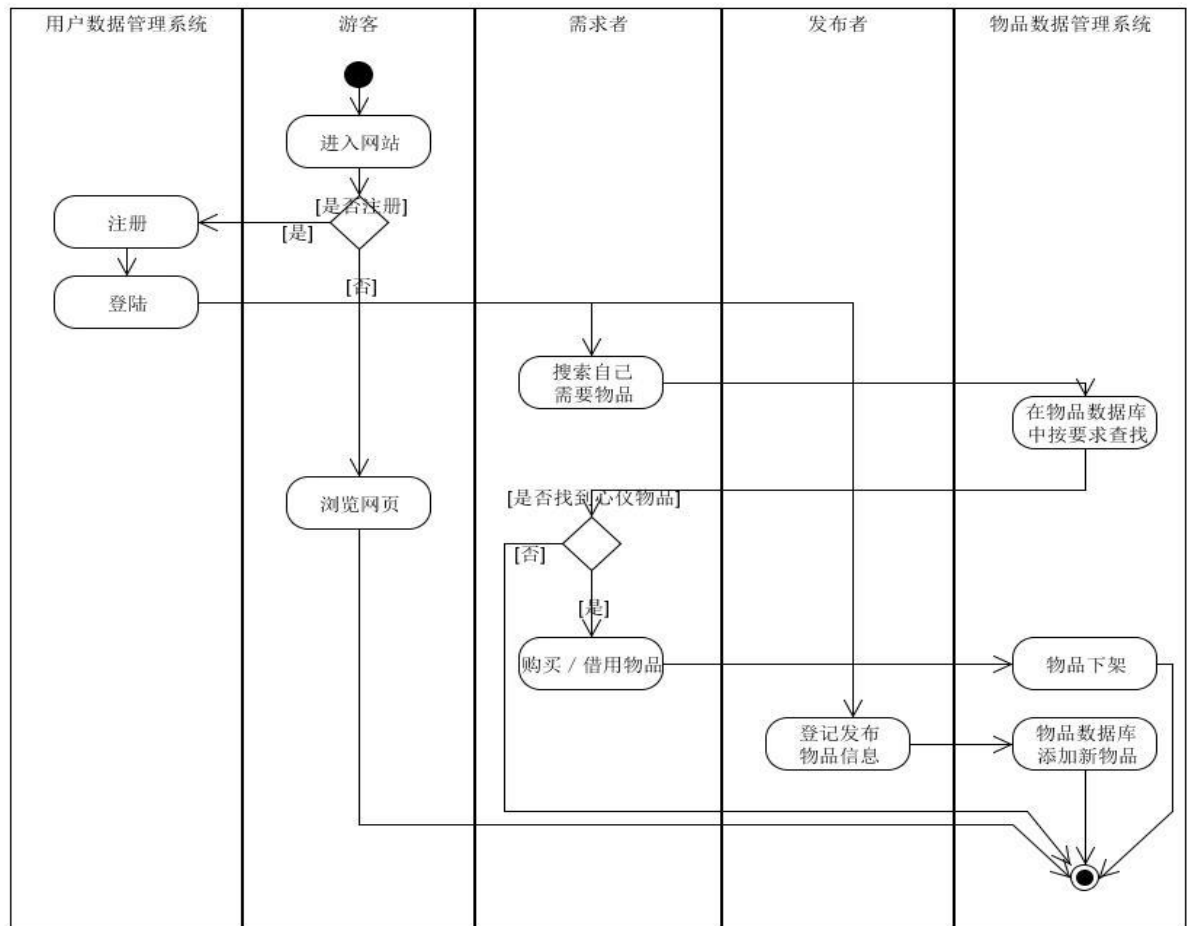 用户数据管理系统
游客
需求者
发布者
物品数据管理系统
进入网站
[是否注册]
[是]
注册
登陆
[否]
搜索自己
需要物品
在物品数据库
中按要求查找
浏览网页
[是否找到心仪物品]
[否]
[是]
购买/借用物品
物品下架
登记发布
物品信息
物品数据库
添加新物品